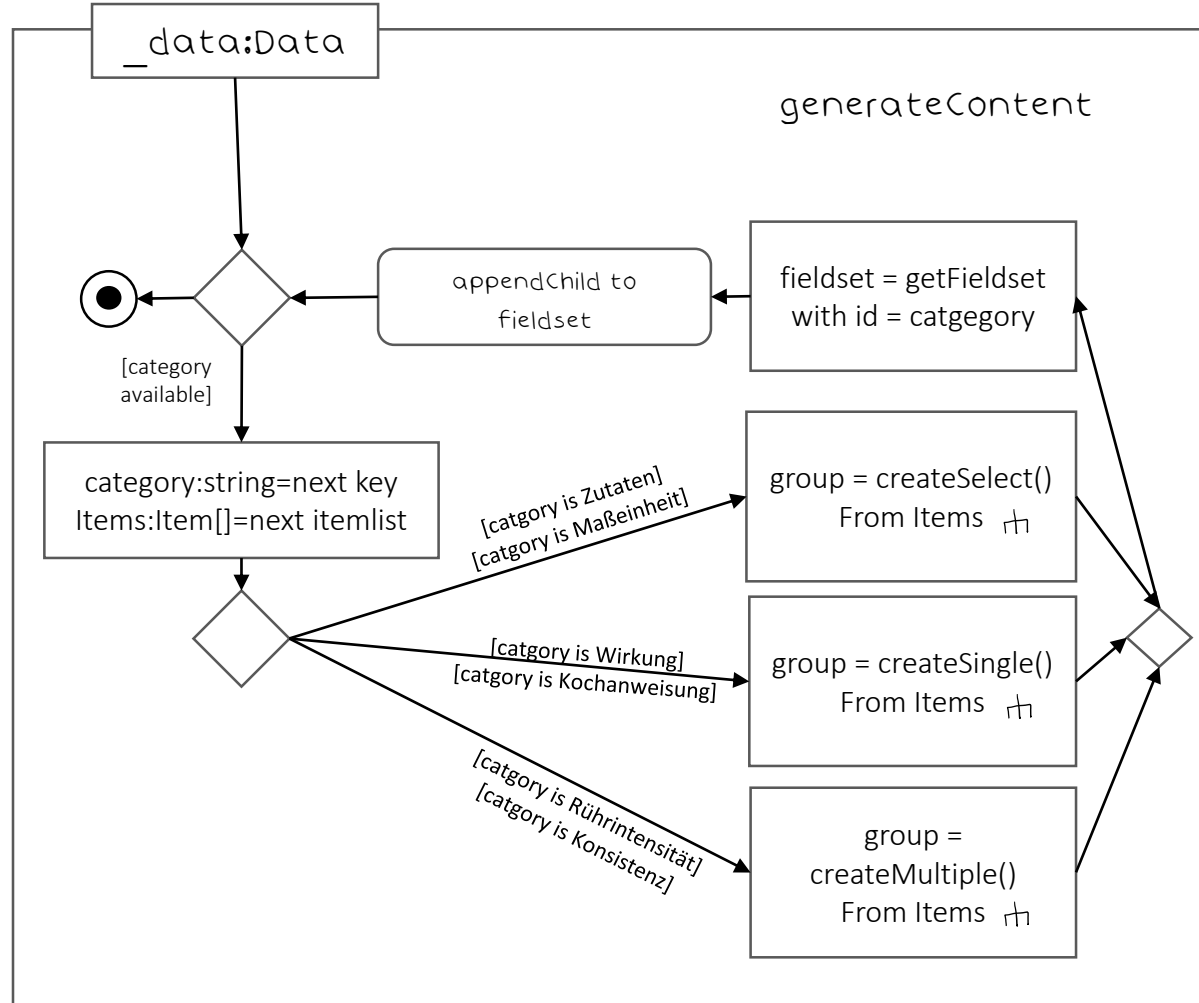 _data:Data
generateContent
fieldset = getFieldset
with id = catgegory
appendChild to
fieldset
[category
available]
category:string=next key
Items:Item[]=next itemlist
[catgory is Zutaten]
[catgory is Maßeinheit]
group = createSelect()
From Items
[catgory is Wirkung]
[catgory is Kochanweisung]
group = createSingle()
From Items
[catgory is Rührintensität]
[catgory is Konsistenz]
group =
createMultiple()
From Items